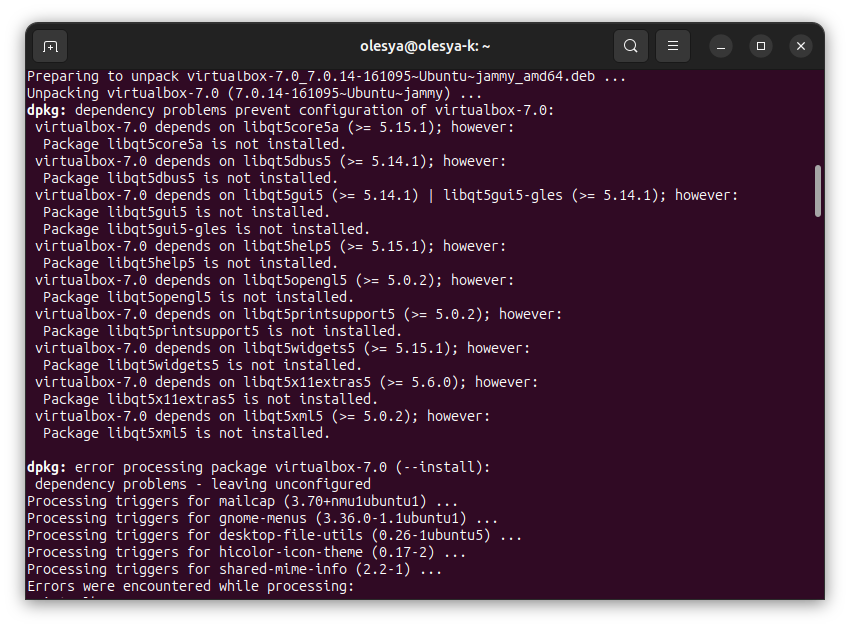 olesya@olesya-k: ~
Preparing to unpack virtualbox-7.0_7.0.14-161095~Ubuntu~jammy_amd64.deb ...
Unpacking virtualbox-7.0 (7.0.14-161095~Ubuntu~jammy) ...
dpkg: dependency problems prevent configuration of virtualbox-7.0:
 virtualbox-7.0 depends on libqt5core5a (>= 5.15.1); however:
  Package libqt5core5a is not installed.
 virtualbox-7.0 depends on libqt5dbus5 (>= 5.14.1); however:
  Package libqt5dbus5 is not installed.
 virtualbox-7.0 depends on libqt5gui5 (>= 5.14.1) | libqt5gui5-gles (>= 5.14.1); however:
  Package libqt5gui5 is not installed.
  Package libqt5gui5-gles is not installed.
 virtualbox-7.0 depends on libqt5help5 (>= 5.15.1); however:
  Package libqt5help5 is not installed.
 virtualbox-7.0 depends on libqt5opengl5 (>= 5.0.2); however:
  Package libqt5opengl5 is not installed.
 virtualbox-7.0 depends on libqt5printsupport5 (>= 5.0.2); however:
  Package libqt5printsupport5 is not installed.
 virtualbox-7.0 depends on libqt5widgets5 (>= 5.15.1); however:
  Package libqt5widgets5 is not installed.
 virtualbox-7.0 depends on libqt5x11extras5 (>= 5.6.0); however:
  Package libqt5x11extras5 is not installed.
 virtualbox-7.0 depends on libqt5xml5 (>= 5.0.2); however:
  Package libqt5xml5 is not installed.

dpkg: error processing package virtualbox-7.0 (--install):
 dependency problems - leaving unconfigured
Processing triggers for mailcap (3.70+nmu1ubuntu1) ...
Processing triggers for gnome-menus (3.36.0-1.1ubuntu1) ...
Processing triggers for desktop-file-utils (0.26-1ubuntu5) ...
Processing triggers for hicolor-icon-theme (0.17-2) ...
Processing triggers for shared-mime-info (2.2-1) ...
Errors were encountered while processing: